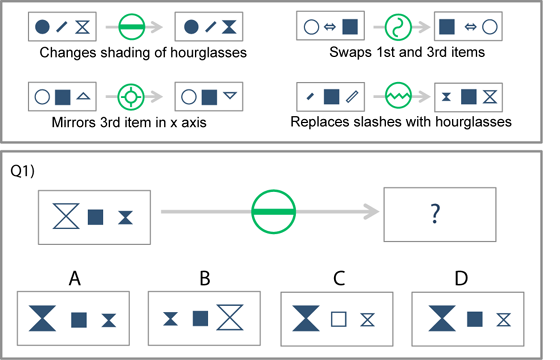 Changes shading of hourglasses
Swaps 1st and 3rd items
Mirrors 3rd item in x axis
Replaces slashes with hourglasses
Q1)
?
A
B
C
D